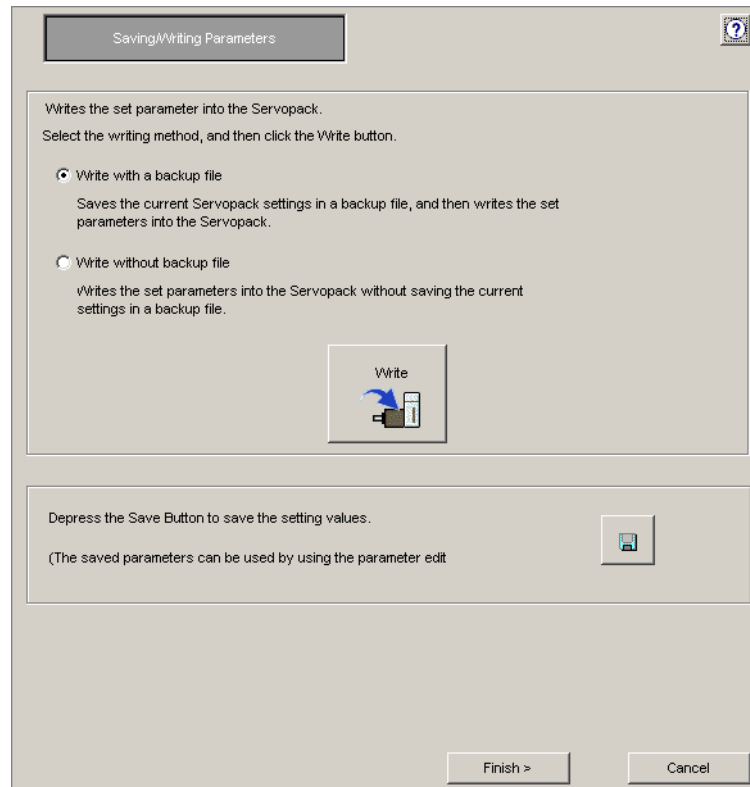 Saving/Writing Parameters
?
Writes the set parameter into the Servopack.
Select the writing method, and then click the Write button.
Write with a backup file
Saves the current Servopack settings in a backup file, and then writes the set
parameters into the Servopack.
Write without backup file
Writes the set parameters into the Servopack without saving the current
settings in a backup file.
Write
Depress the Save Button to save the setting values.
(The saved parameters can be used by using the parameter edit
Finish >
Cancel